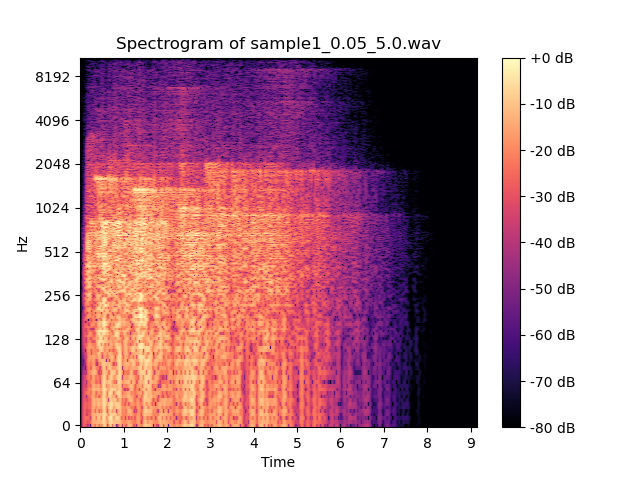 Spectrogram of sample1_0.05_5.0.wav
8192
4096
2048
1024
512
256
128
64
0
Hz
0 1 2 3 4 5 6 7 8 9
Time
+0 dB
-10 dB
-20 dB
-30 dB
-40 dB
-50 dB
-60 dB
-70 dB
-80 dB